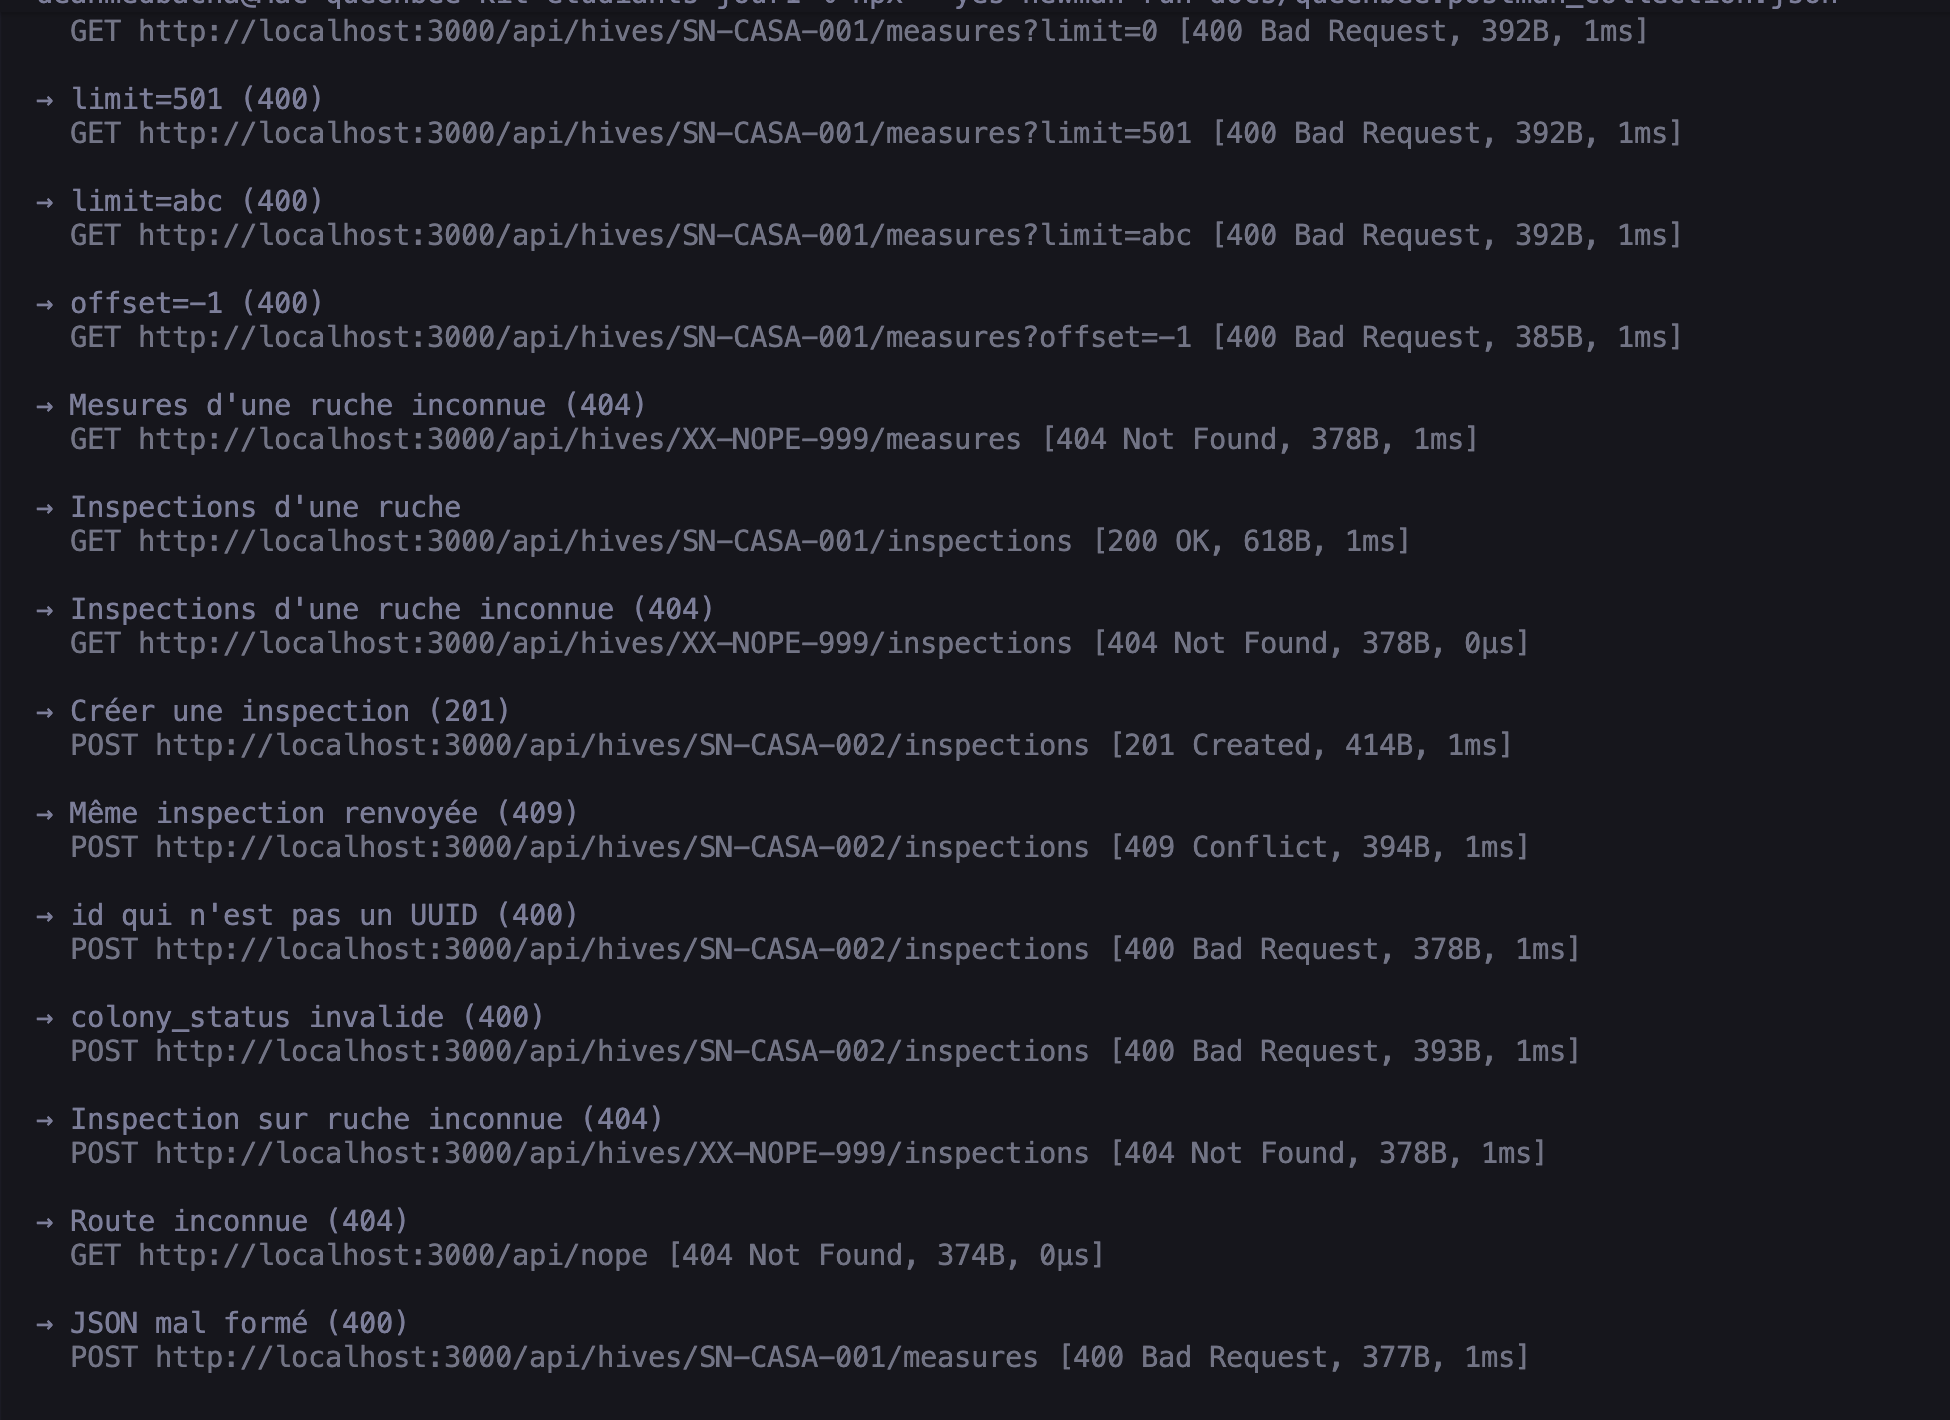 GET http://localhost:3000/api/hives/SN-CASA-001/measures?limit=0 [400 Bad Request, 392B, 1ms]
→ limit=501 (400)
GET http://localhost:3000/api/hives/SN-CASA-001/measures?limit=501 [400 Bad Request, 392B, 1ms]
→ limit=abc (400)
GET http://localhost:3000/api/hives/SN-CASA-001/measures?limit=abc [400 Bad Request, 392B, 1ms]
→ offset=-1 (400)
GET http://localhost:3000/api/hives/SN-CASA-001/measures?offset=-1 [400 Bad Request, 385B, 1ms]
→ Mesures d'une ruche inconnue (404)
GET http://localhost:3000/api/hives/XX-NOPE-999/measures [404 Not Found, 378B, 1ms]
→ Inspections d'une ruche
GET http://localhost:3000/api/hives/SN-CASA-001/inspections [200 OK, 618B, 1ms]
→ Inspections d'une ruche inconnue (404)
GET http://localhost:3000/api/hives/XX-NOPE-999/inspections [404 Not Found, 378B, 0µs]
→ Créer une inspection (201)
POST http://localhost:3000/api/hives/SN-CASA-002/inspections [201 Created, 414B, 1ms]
→ Même inspection renvoyée (409)
POST http://localhost:3000/api/hives/SN-CASA-002/inspections [409 Conflict, 394B, 1ms]
→ id qui n'est pas un UUID (400)
POST http://localhost:3000/api/hives/SN-CASA-002/inspections [400 Bad Request, 378B, 1ms]
→ colony_status invalide (400)
POST http://localhost:3000/api/hives/SN-CASA-002/inspections [400 Bad Request, 393B, 1ms]
→ Inspection sur ruche inconnue (404)
POST http://localhost:3000/api/hives/XX-NOPE-999/inspections [404 Not Found, 378B, 1ms]
→ Route inconnue (404)
GET http://localhost:3000/api/nope [404 Not Found, 374B, 0µs]
→ JSON mal formé (400)
POST http://localhost:3000/api/hives/SN-CASA-001/measures [400 Bad Request, 377B, 1ms]